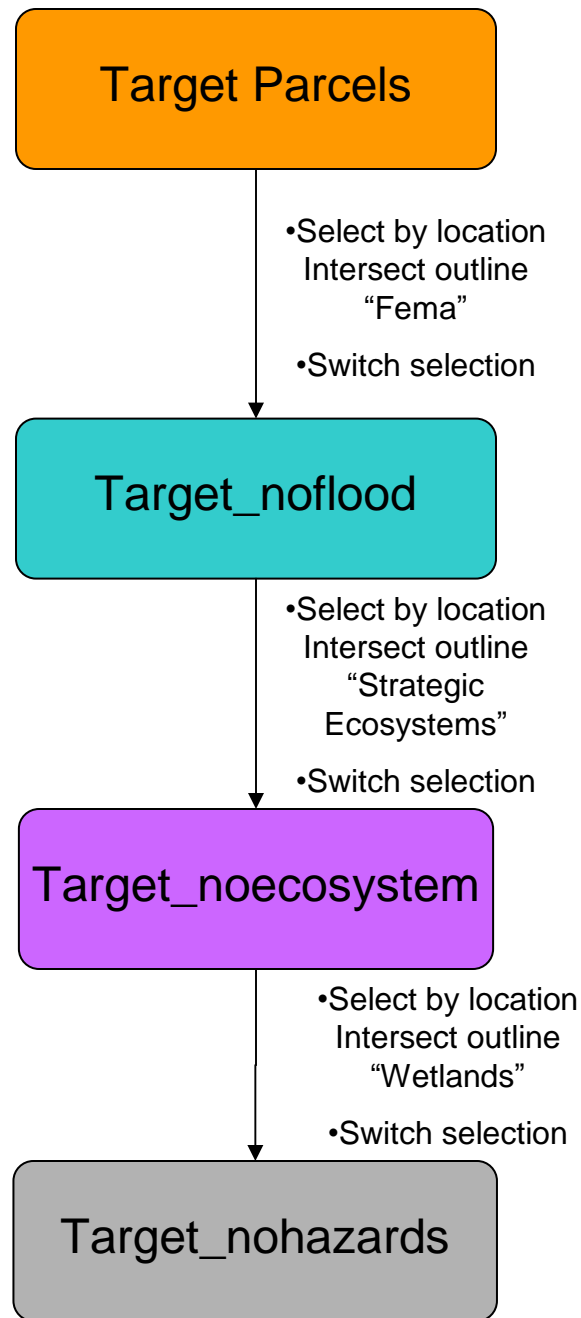 Target Parcels
•Select by location
Intersect outline
“Fema”
•Switch selection
Target_noflood
•Select by location
Intersect outline
“Strategic
Ecosystems”
•Switch selection
Target_noecosystem
•Select by location
Intersect outline
“Wetlands”
•Switch selection
Target_nohazards